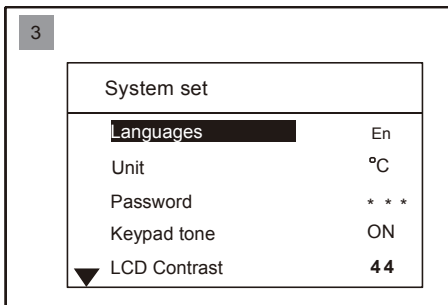 3
System set
Languages En
Unit °C
Password * * *
Keypad tone ON
LCD Contrast 44